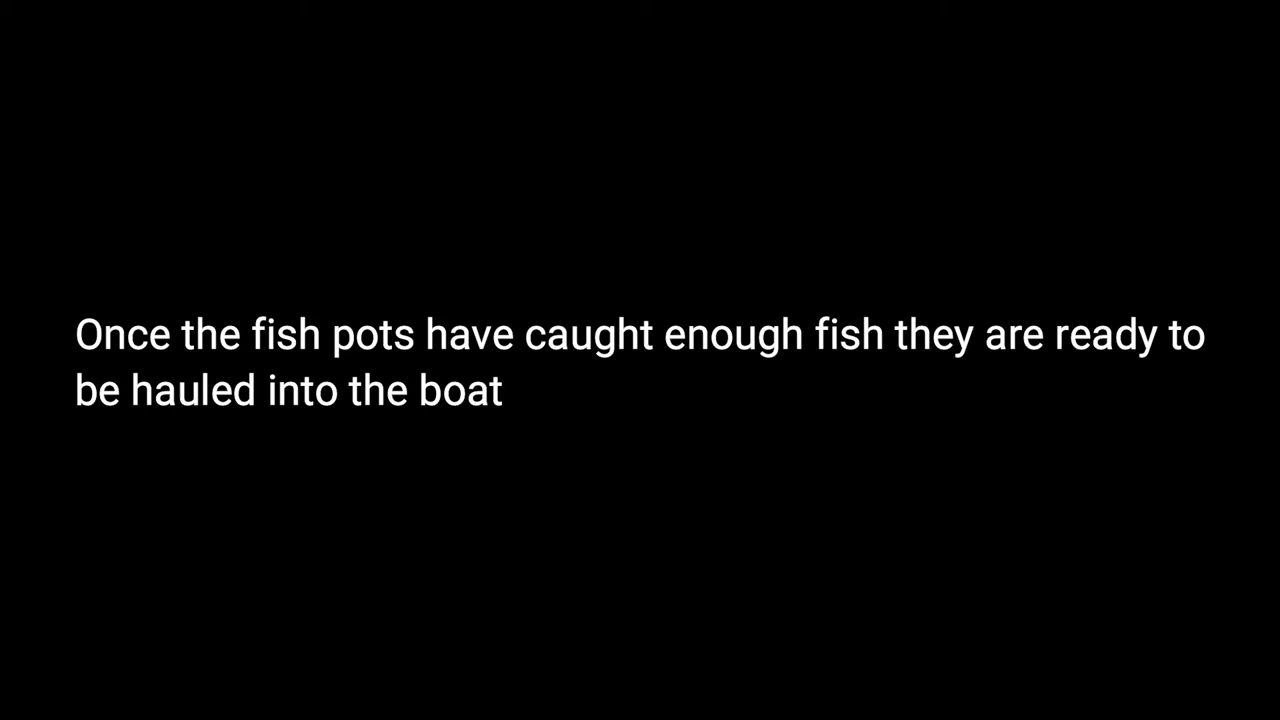 Once the fish pots have caught enough fish they are ready to
be hauled into the boat